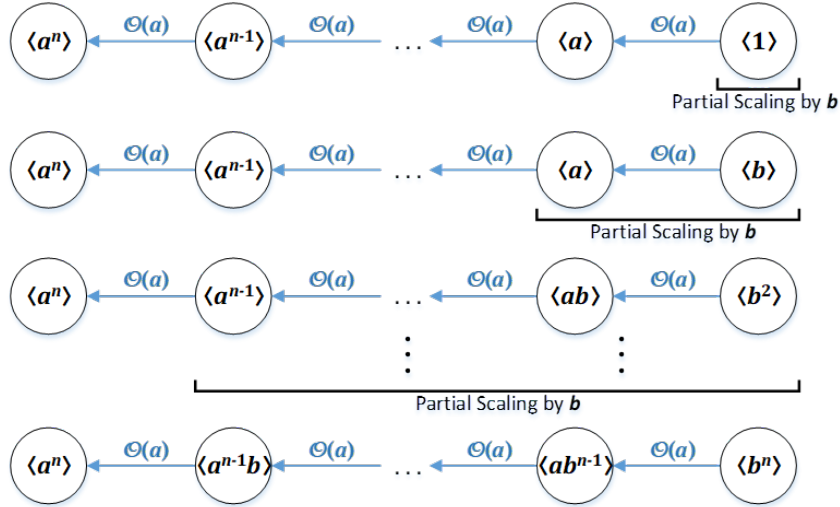 𝒪(a) 𝒪(a) 𝒪(a) 𝒪(a)
⟨aⁿ⟩ ⟨aⁿ⁻¹⟩ ... ⟨a⟩ ⟨1⟩
Partial Scaling by b
𝒪(a) 𝒪(a) 𝒪(a) 𝒪(a)
⟨aⁿ⟩ ⟨aⁿ⁻¹⟩ ... ⟨a⟩ ⟨b⟩
Partial Scaling by b
𝒪(a) 𝒪(a) 𝒪(a) 𝒪(a)
⟨aⁿ⟩ ⟨aⁿ⁻¹⟩ ... ⟨ab⟩ ⟨b²⟩
⋮ ⋮
Partial Scaling by b
𝒪(a) 𝒪(a) 𝒪(a) 𝒪(a)
⟨aⁿ⟩ ⟨aⁿ⁻¹b⟩ ... ⟨abⁿ⁻¹⟩ ⟨bⁿ⟩